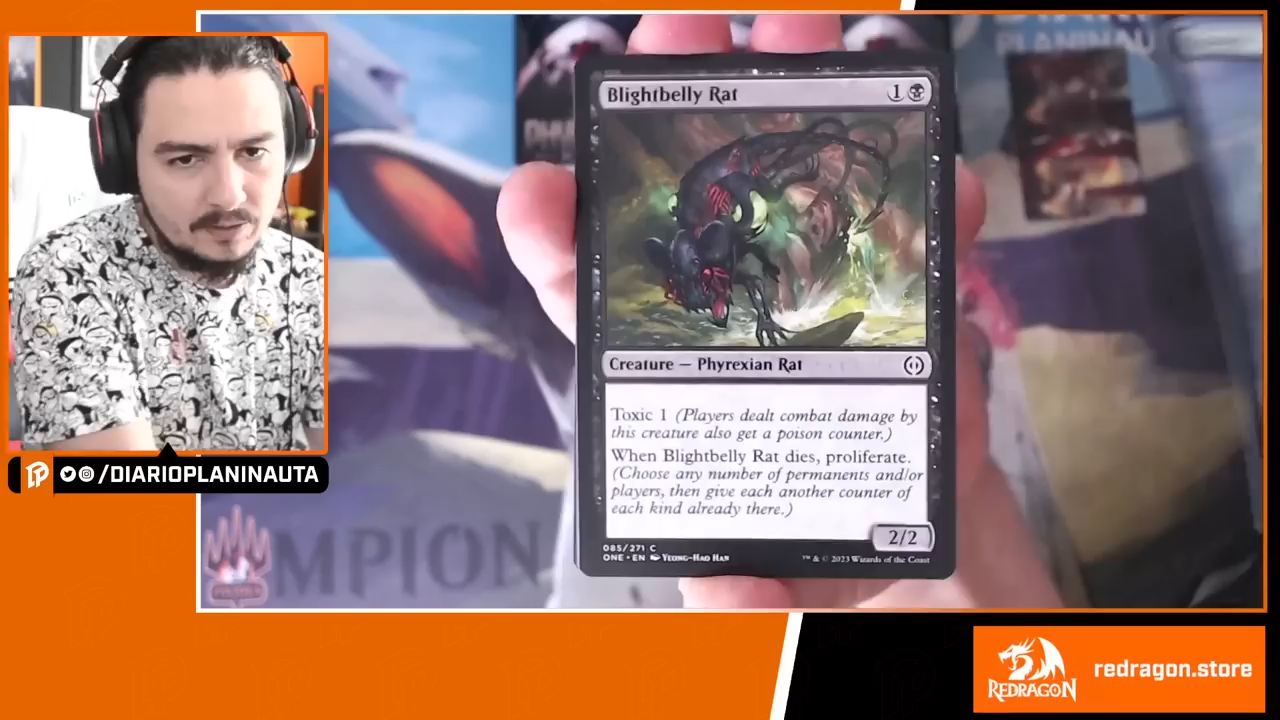 PLANINAU
Blightbelly Rat
1
Creature — Phyrexian Rat
Toxic 1 (Players dealt combat damage by
this creature also get a poison counter.)
When Blightbelly Rat dies, proliferate.
(Choose any number of permanents and/or
players, then give each another counter of
each kind already there.)
2/2
085/271 C
ONE • EN Yeong-Hao Han
™ & © 2023 Wizards of the Coast
/DIARIOPLANINAUTA
MPION
REDRAGON
redragon.store